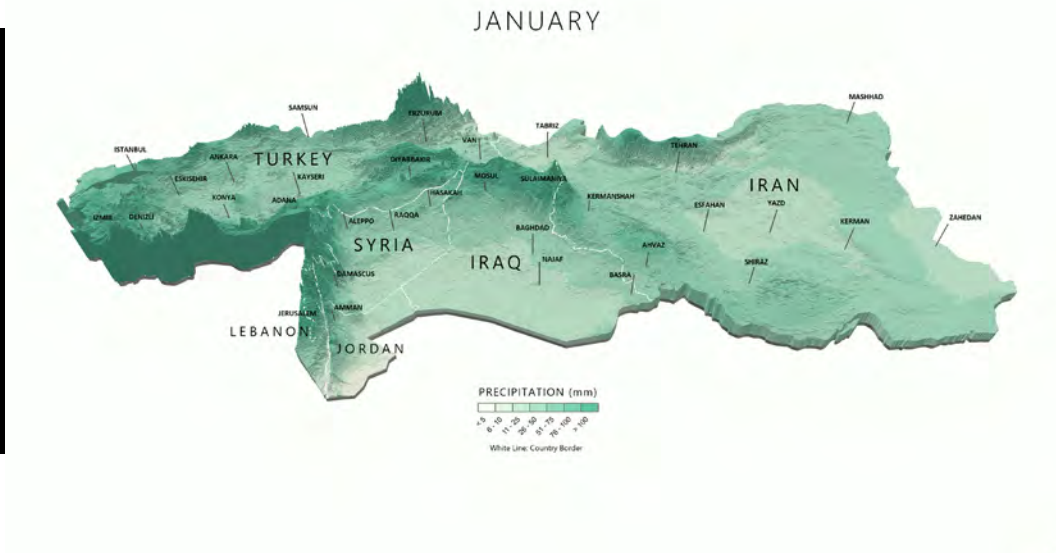 JANUARY
MASHHAD
SAMSUN
ERZURUM
TABRIZ
VAN
TEHRAN
ISTANBUL
ANKARA
TURKEY
DIYABRAKIR
ESKISEHIR
KAYSERI
MOSUL
SULAIMANIYA
IRAN
KONYA
ADANA
HASAKAH
KERMANSHAH
ESFAHAN
YAZD
IZMIR
DENIZLI
ALEPPO
RAQQA
KERMAN
ZAHEDAN
SYRIA
BAGHDAD
AHVAZ
IRAQ
NAJAF
SHIRAZ
DAMASCUS
BASRA
JERUSALEM
AMMAN
LEBANON
JORDAN
PRECIPITATION (mm)
< 5
6 - 10
11 - 25
26 - 50
51 - 75
76 - 100
> 100
White Line: Country Border